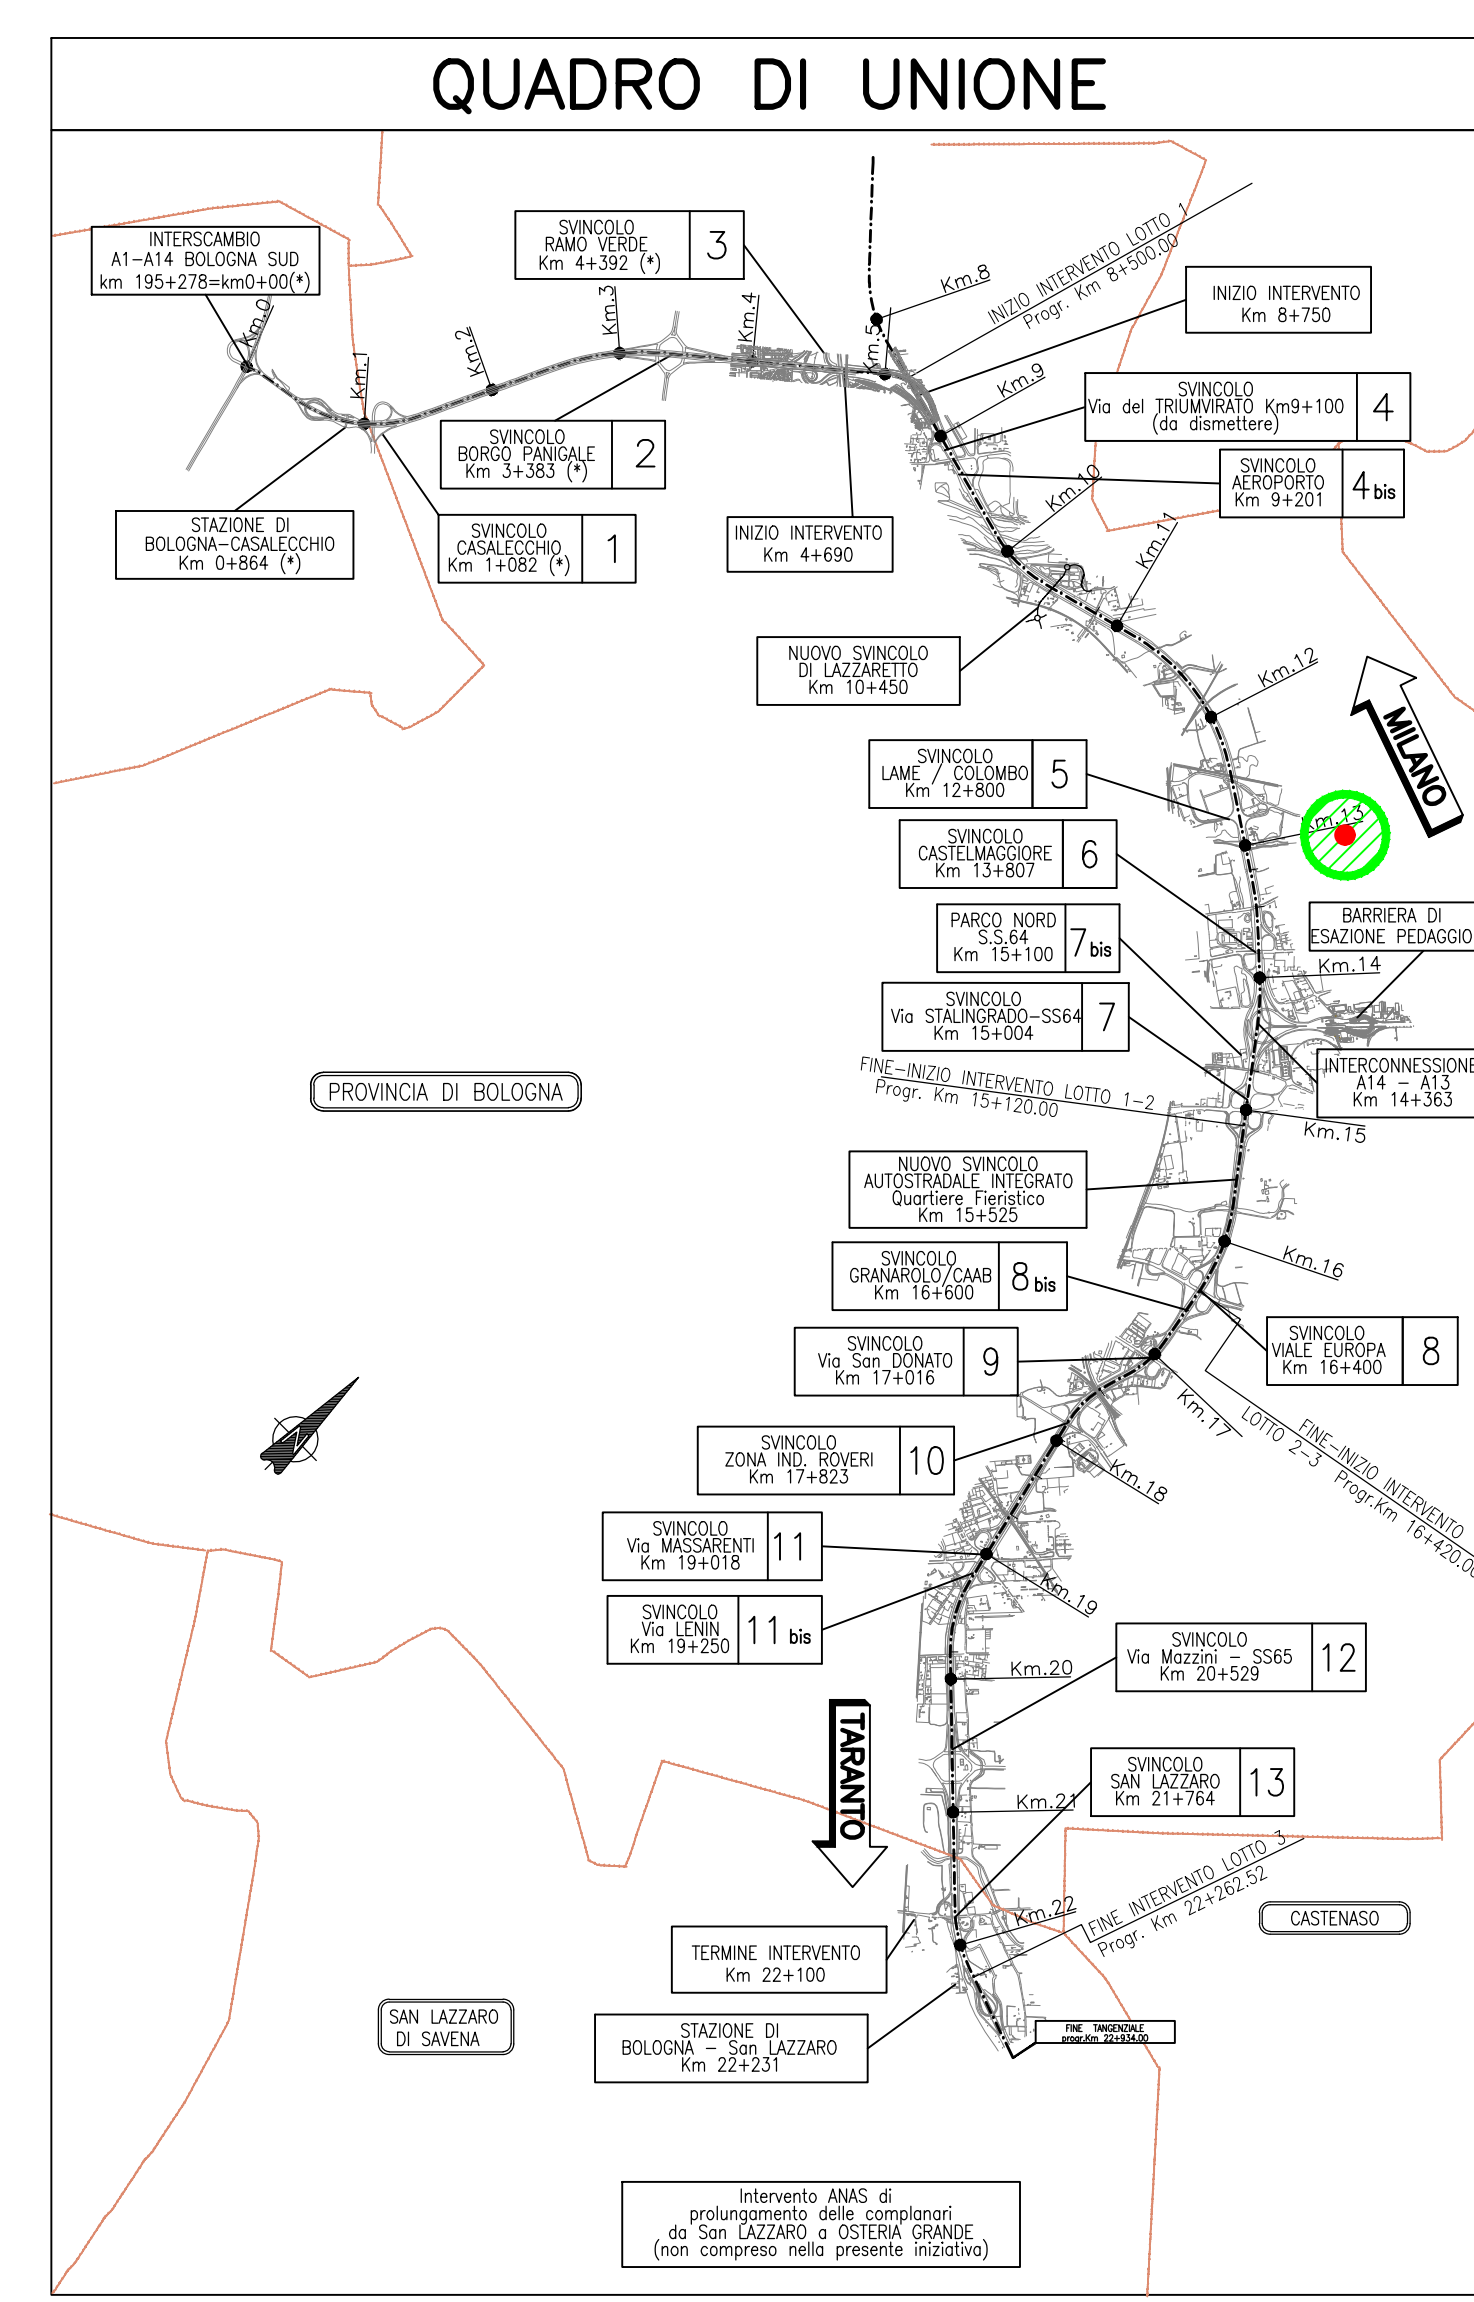 QUADRO DI UNIONE
INTERSCAMBIO
A1-A14 BOLOGNA SUD
km 195+278=km0+00(*)
SVINCOLO
RAMO VERDE
Km 4+392 (*)
3
INIZIO INTERVENTO LOTTO 1
Progr. Km 8+500.00
INIZIO INTERVENTO
Km 8+750
Km.0
Km.1
Km.2
Km.3
Km.4
Km.5
Km.8
Km.9
SVINCOLO
Via del TRIUMVIRATO Km9+100
(da dismettere)
4
SVINCOLO
BORGO PANIGALE
Km 3+383 (*)
2
SVINCOLO
AEROPORTO
Km 9+201
4 bis
STAZIONE DI
BOLOGNA-CASALECCHIO
Km 0+864 (*)
SVINCOLO
CASALECCHIO
Km 1+082 (*)
1
INIZIO INTERVENTO
Km 4+690
Km.10
Km.11
NUOVO SVINCOLO
DI LAZZARETTO
Km 10+450
Km.12
MILANO
SVINCOLO
LAME / COLOMBO
Km 12+800
5
Km.13
SVINCOLO
CASTELMAGGIORE
Km 13+807
6
PARCO NORD
S.S.64
Km 15+100
7 bis
BARRIERA DI
ESAZIONE PEDAGGIO
Km.14
SVINCOLO
Via STALINGRADO-SS64
Km 15+004
7
INTERCONNESSIONE
A14 - A13
Km 14+363
FINE-INIZIO INTERVENTO LOTTO 1-2
Progr. Km 15+120.00
Km.15
PROVINCIA DI BOLOGNA
NUOVO SVINCOLO
AUTOSTRADALE INTEGRATO
Quartiere Fieristico
Km 15+525
Km.16
SVINCOLO
GRANAROLO/CAAB
Km 16+600
8 bis
SVINCOLO
VIALE EUROPA
Km 16+400
8
SVINCOLO
Via San DONATO
Km 17+016
9
Km.17
FINE-INIZIO INTERVENTO
LOTTO 2-3 Progr.Km 16+420.00
SVINCOLO
ZONA IND. ROVERI
Km 17+823
10
Km.18
SVINCOLO
Via MASSARENTI
Km 19+018
11
Km.19
SVINCOLO
Via LENIN
Km 19+250
11 bis
SVINCOLO
Via Mazzini - SS65
Km 20+529
12
Km.20
TARANTO
SVINCOLO
SAN LAZZARO
Km 21+764
13
Km.21
FINE INTERVENTO LOTTO 3
Progr. Km 22+262.52
Km.22
CASTENASO
TERMINE INTERVENTO
Km 22+100
SAN LAZZARO
DI SAVENA
STAZIONE DI
BOLOGNA - San LAZZARO
Km 22+231
FINE TANGENZIALE
progr.Km 22+934.00
Intervento ANAS di
prolungamento delle complanari
da San LAZZARO a OSTERIA GRANDE
(non compreso nella presente iniziativa)